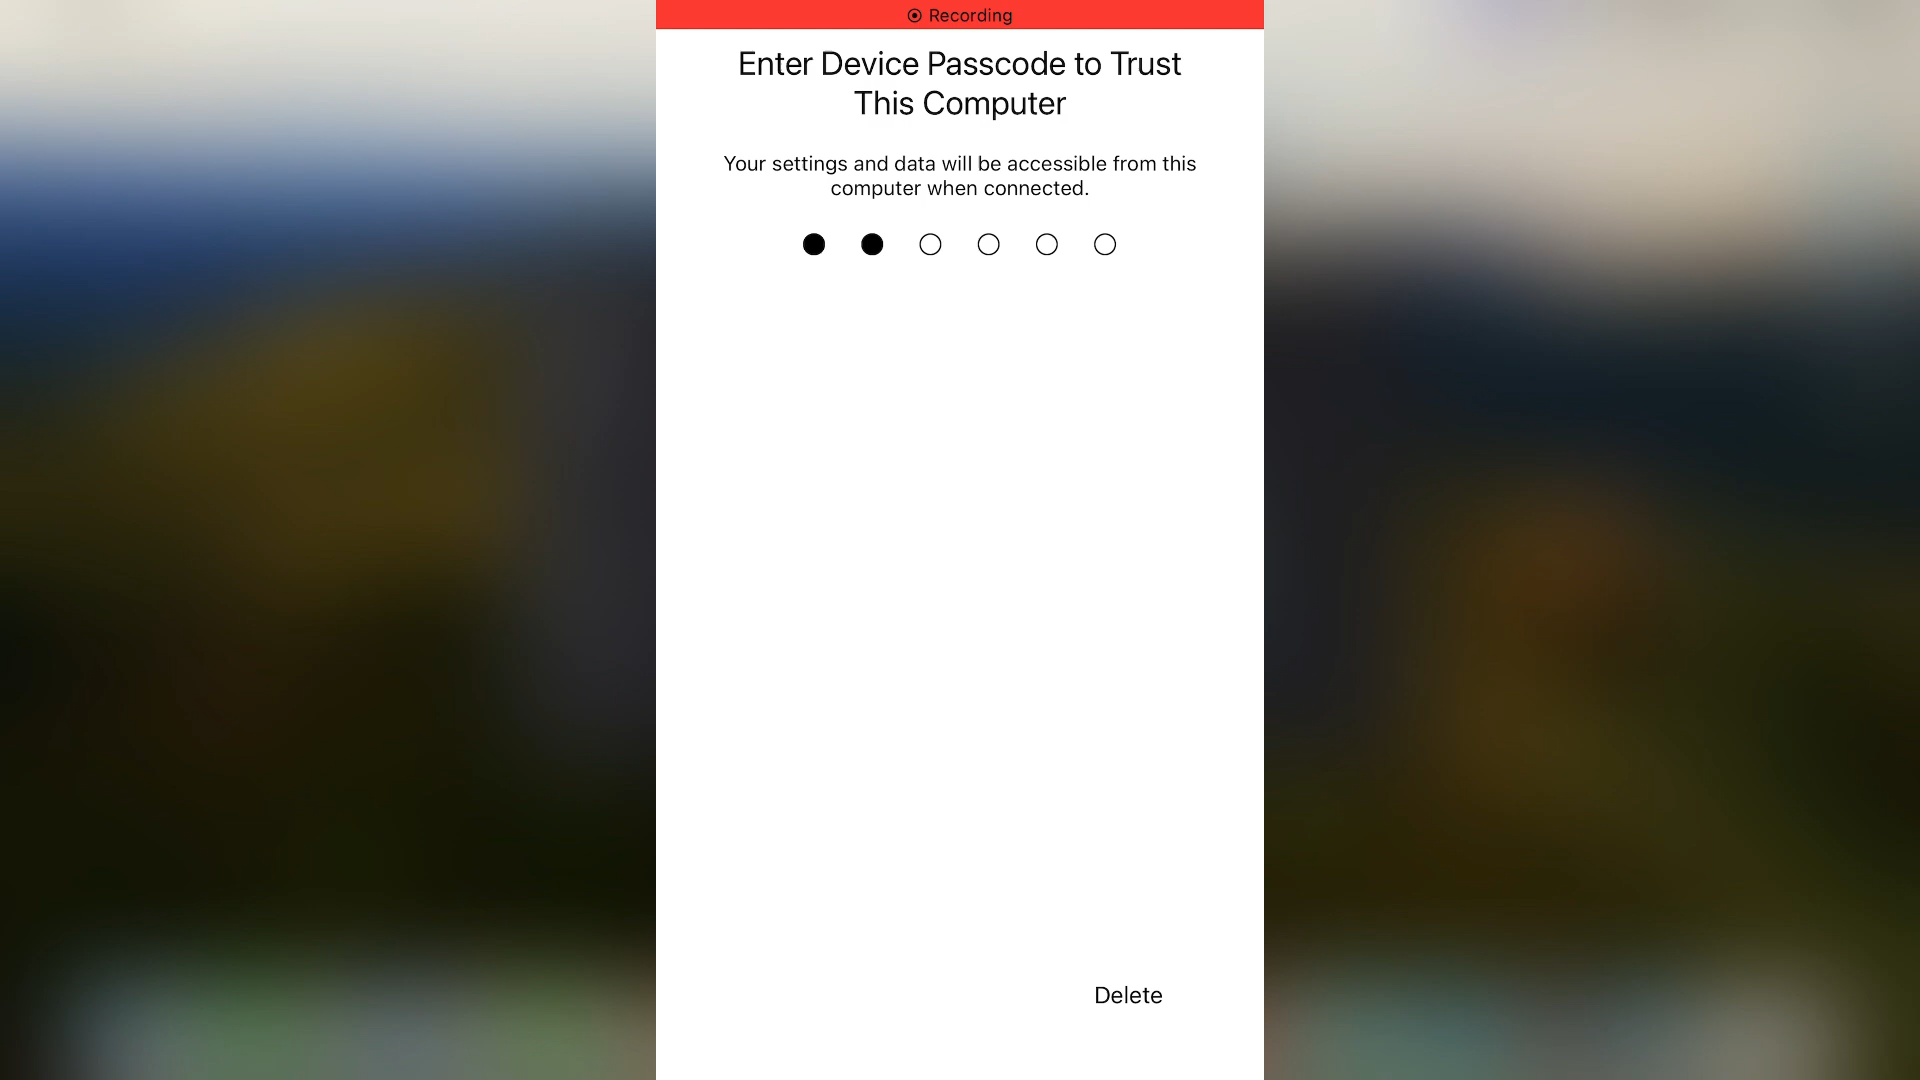 Recording
Enter Device Passcode to Trust
This Computer
Your settings and data will be accessible from this
computer when connected.
Delete